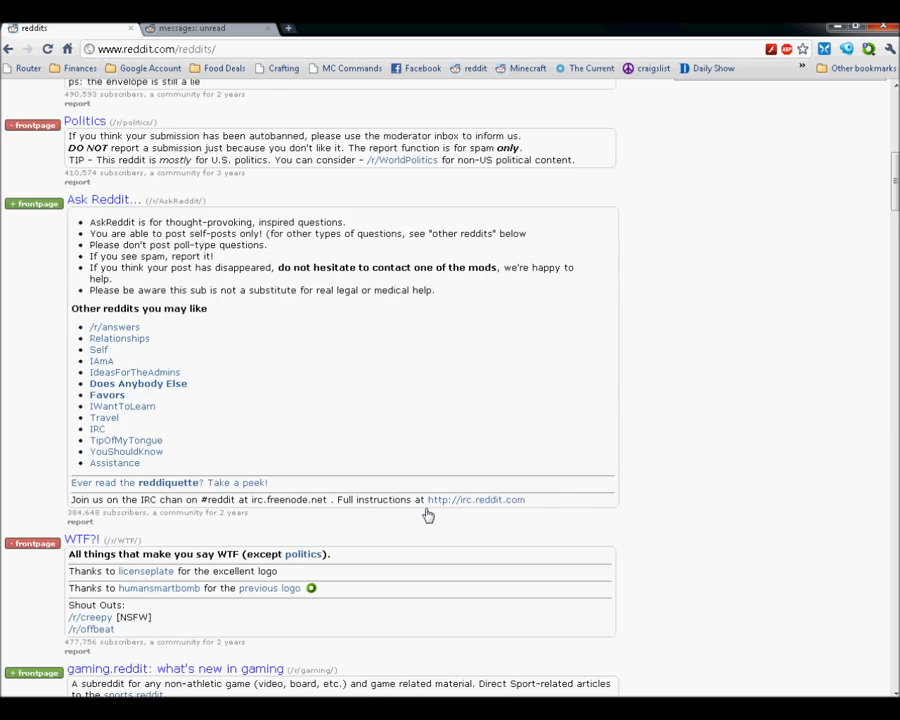 reddits
messages: unread
www.reddit.com/reddits/
Router
Finances
Google Account
Food Deals
Crafting
MC Commands
Facebook
reddit
Minecraft
The Current
craigslist
Daily Show
»
Other bookmarks
ps: the envelope is still a lie
490,593 subscribers, a community for 2 years
report
- frontpage
Politics (/r/politics/)
If you think your submission has been autobanned, please use the moderator inbox to inform us.
DO NOT report a submission just because you don't like it. The report function is for spam only.
TIP - This reddit is mostly for U.S. politics. You can consider - /r/WorldPolitics for non-US political content.
410,574 subscribers, a community for 3 years
report
+ frontpage
Ask Reddit... (/r/AskReddit/)
• AskReddit is for thought-provoking, inspired questions.
• You are able to post self-posts only! (for other types of questions, see "other reddits" below
• Please don't post poll-type questions.
• If you see spam, report it!
• If you think your post has disappeared, do not hesitate to contact one of the mods, we're happy to
help.
• Please be aware this sub is not a substitute for real legal or medical help.
Other reddits you may like
• /r/answers
• Relationships
• Self
• IAmA
• IdeasForTheAdmins
• Does Anybody Else
• Favors
• IWantToLearn
• Travel
• IRC
• TipOfMyTongue
• YouShouldKnow
• Assistance
Ever read the reddiquette? Take a peek!
Join us on the IRC chan on #reddit at irc.freenode.net . Full instructions at http://irc.reddit.com
384,648 subscribers, a community for 2 years
report
- frontpage
WTF?! (/r/WTF/)
All things that make you say WTF (except politics).
Thanks to licenseplate for the excellent logo
Thanks to humansmartbomb for the previous logo
Shout Outs:
/r/creepy [NSFW]
/r/offbeat
477,756 subscribers, a community for 2 years
report
+ frontpage
gaming.reddit: what's new in gaming (/r/gaming/)
A subreddit for any non-athletic game (video, board, etc.) and game related material. Direct Sport-related articles
to the sports reddit.